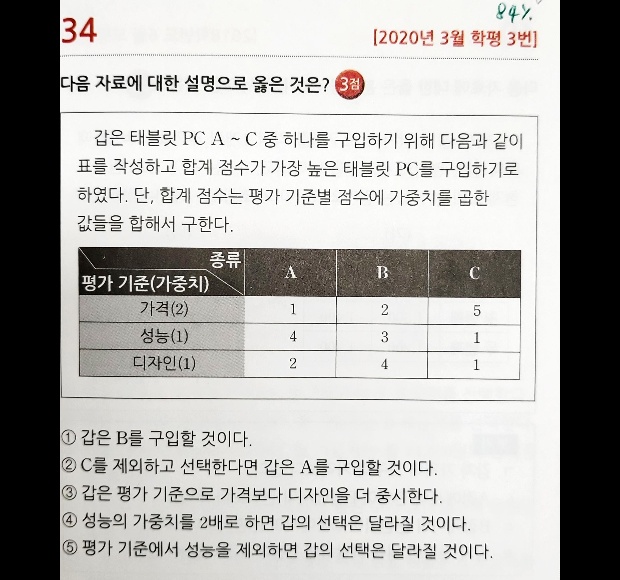 84%
34
[2020년 3월 학평 3번]
다음 자료에 대한 설명으로 옳은 것은? 3점
갑은 태블릿 PC A ~ C 중 하나를 구입하기 위해 다음과 같이
표를 작성하고 합계 점수가 가장 높은 태블릿 PC를 구입하기로
하였다. 단, 합계 점수는 평가 기준별 점수에 가중치를 곱한
값들을 합해서 구한다.
종류
평가 기준(가중치) A B C
가격(2) 1 2 5
성능(1) 4 3 1
디자인(1) 2 4 1
① 갑은 B를 구입할 것이다.
② C를 제외하고 선택한다면 갑은 A를 구입할 것이다.
③ 갑은 평가 기준으로 가격보다 디자인을 더 중시한다.
④ 성능의 가중치를 2배로 하면 갑의 선택은 달라질 것이다.
⑤ 평가 기준에서 성능을 제외하면 갑의 선택은 달라질 것이다.